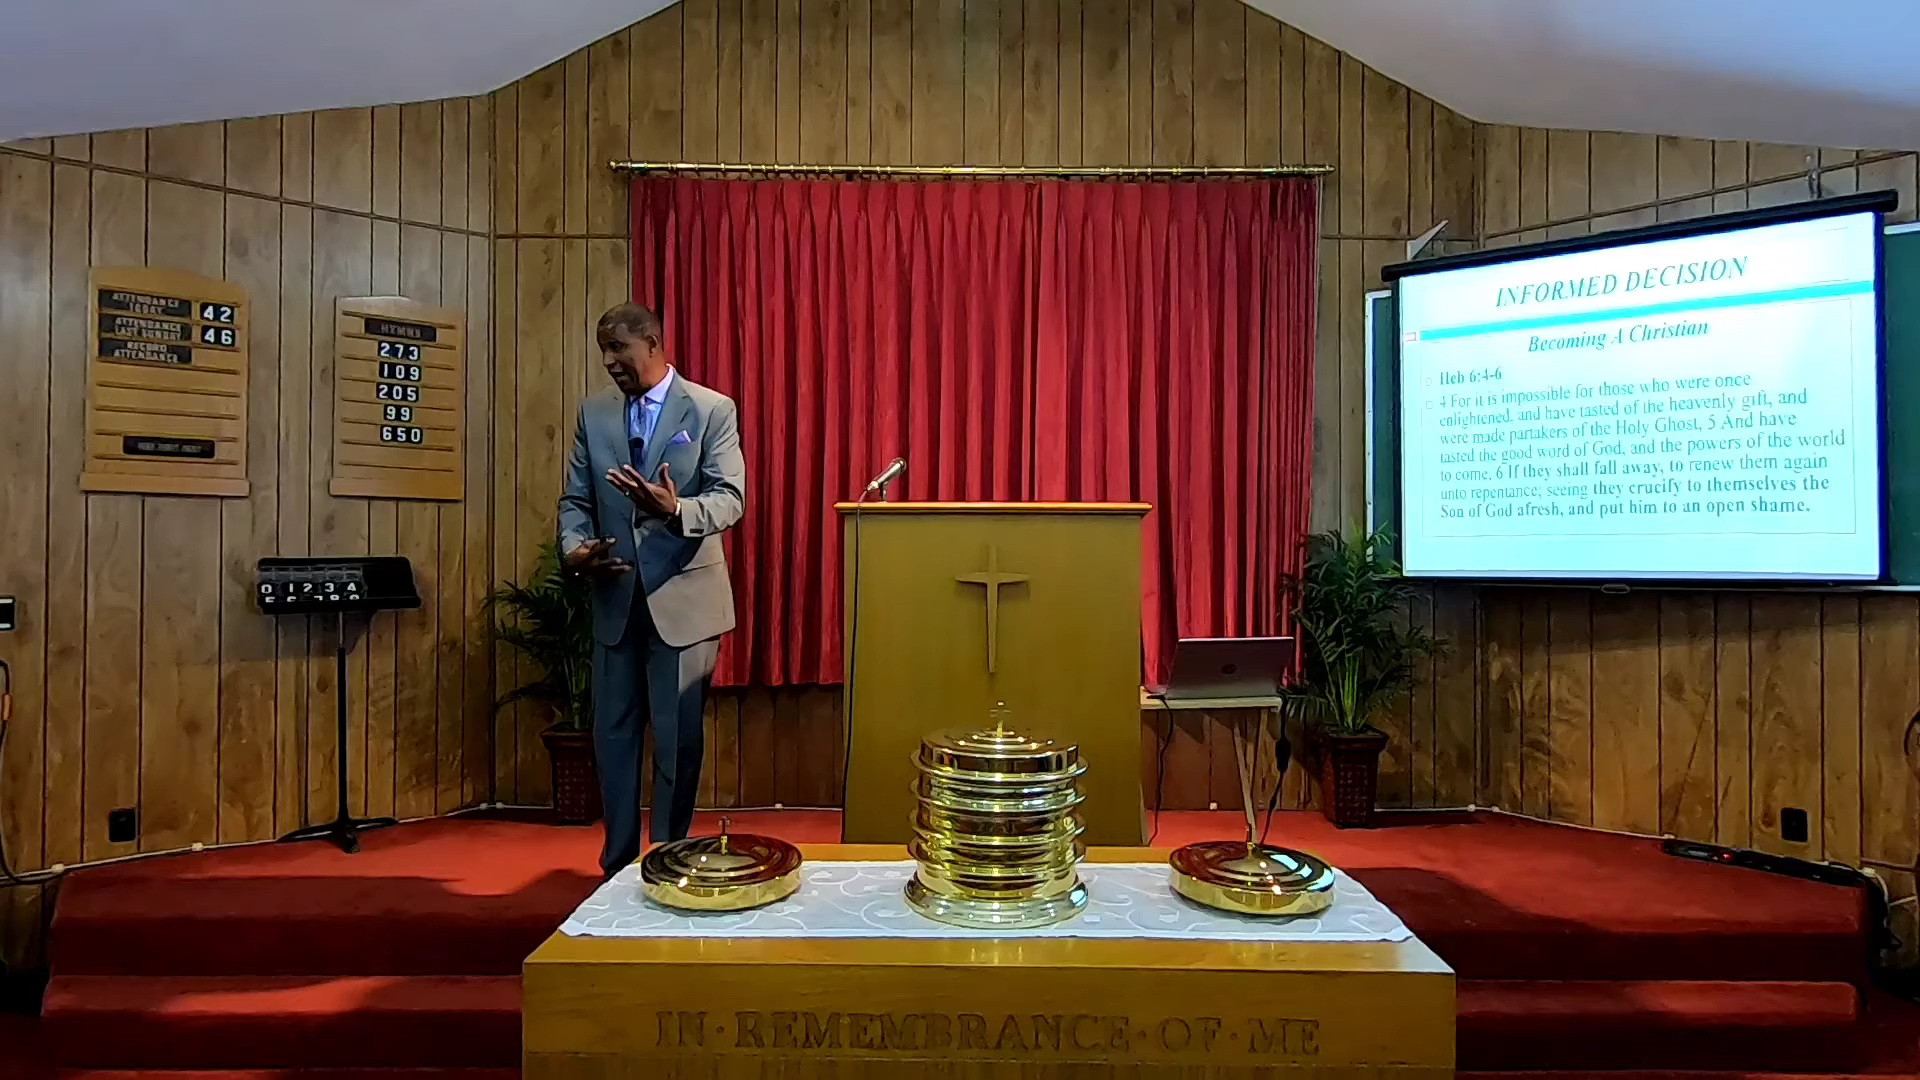 ATTENDANCE
TODAY
42
ATTENDANCE
LAST SUNDAY
46
RECORD
ATTENDANCE
HYMNS
273
109
205
99
650
0 1 2 3 4
INFORMED DECISION
Becoming A Christian
Heb 6:4-6
4 For it is impossible for those who were once
enlightened, and have tasted of the heavenly gift, and
were made partakers of the Holy Ghost, 5 And have
tasted the good word of God, and the powers of the world
to come, 6 If they shall fall away, to renew them again
unto repentance; seeing they crucify to themselves the
Son of God afresh, and put him to an open shame.
IN·REMEMBRANCE·OF·ME